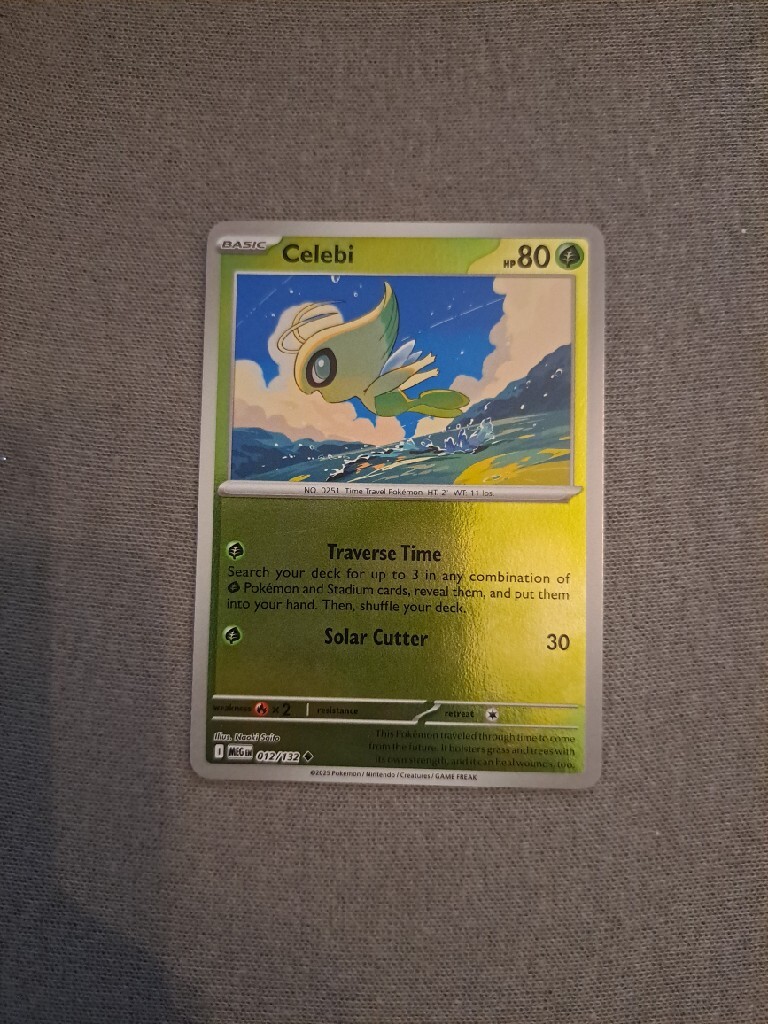 BASIC
Celebi
HP 80
NO. 0251 Time Travel Pokémon HT: 2' WT: 11 lbs.
Traverse Time
Search your deck for up to 3 in any combination of
Pokémon and Stadium cards, reveal them, and put them
into your hand. Then, shuffle your deck.
Solar Cutter 30
weakness ×2 resistance retreat
This Pokémon traveled through time to come
from the future. It bolsters grass and trees with
its own strength, and it can heal wounds, too.
Illus. Naoki Saito
I MEG EN 012/132
©2025 Pokémon / Nintendo / Creatures / GAME FREAK